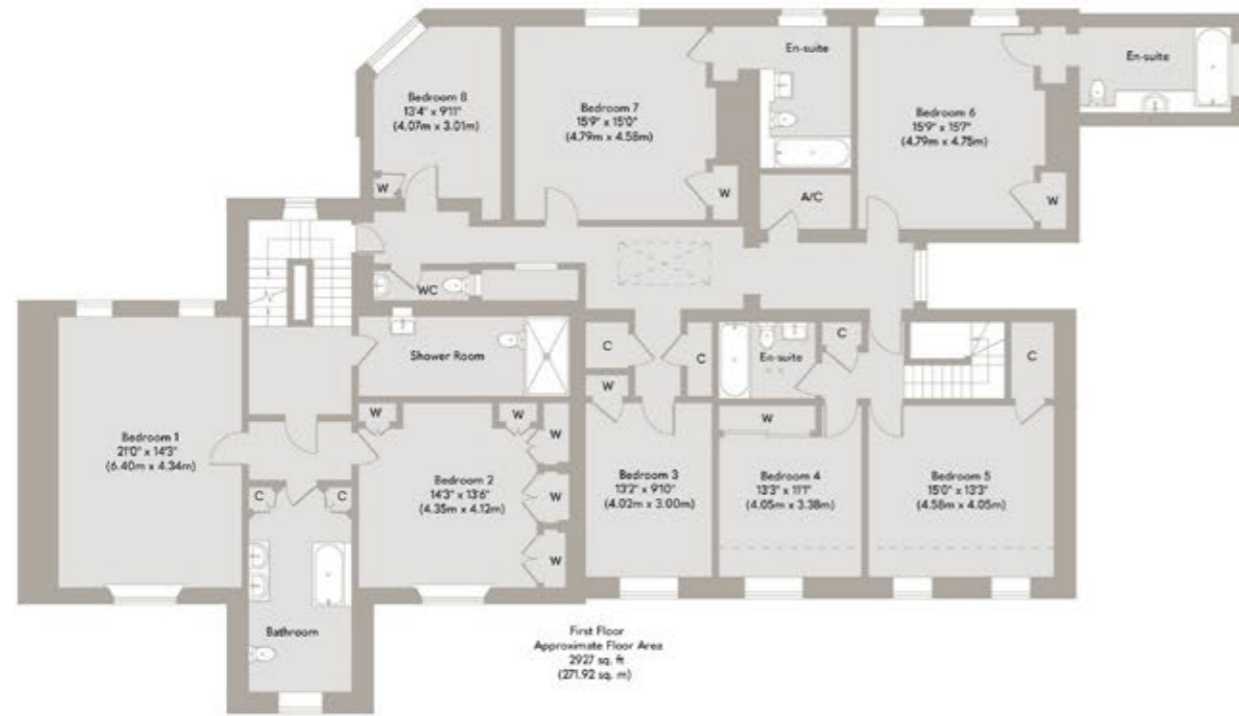 Bedroom 8
13'4" x 9'11"
(4.07m x 3.01m)
W
Bedroom 7
15'9" x 15'0"
(4.79m x 4.58m)
W
En-suite
A/C
Bedroom 6
15'9" x 15'7"
(4.79m x 4.75m)
W
En-suite
WC
Shower Room
Bedroom 1
21'0" x 14'3"
(6.40m x 4.34m)
W
W
W
W
W
Bedroom 2
14'3" x 13'6"
(4.35m x 4.12m)
C
C
Bathroom
C
C
W
Bedroom 3
13'2" x 9'10"
(4.02m x 3.00m)
En-suite
C
W
Bedroom 4
13'3" x 11'1"
(4.05m x 3.38m)
C
Bedroom 5
15'0" x 13'3"
(4.58m x 4.05m)
First Floor
Approximate Floor Area
2927 sq. ft
(271.92 sq. m)